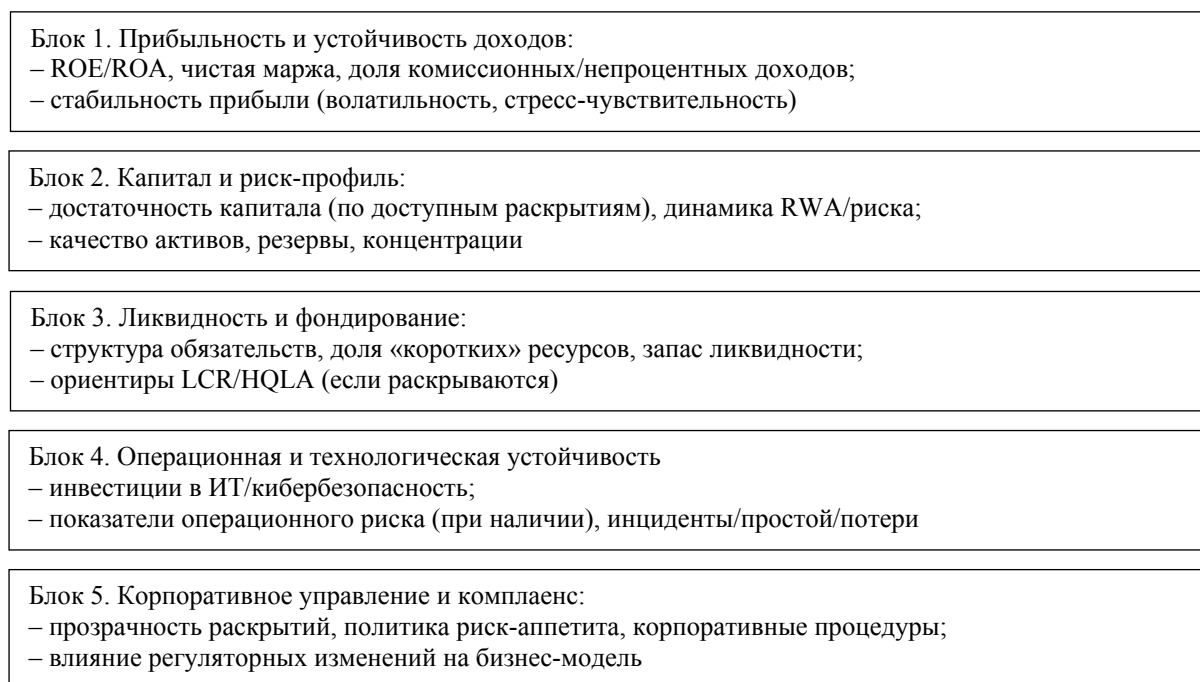 Блок 1. Прибыльность и устойчивость доходов:
– ROE/ROA, чистая маржа, доля комиссионных/непроцентных доходов;
– стабильность прибыли (волатильность, стресс-чувствительность)
Блок 2. Капитал и риск-профиль:
– достаточность капитала (по доступным раскрытиям), динамика RWA/риска;
– качество активов, резервы, концентрации
Блок 3. Ликвидность и фондирование:
– структура обязательств, доля «коротких» ресурсов, запас ликвидности;
– ориентиры LCR/HQLA (если раскрываются)
Блок 4. Операционная и технологическая устойчивость
– инвестиции в ИТ/кибербезопасность;
– показатели операционного риска (при наличии), инциденты/простой/потери
Блок 5. Корпоративное управление и комплаенс:
– прозрачность раскрытий, политика риск-аппетита, корпоративные процедуры;
– влияние регуляторных изменений на бизнес-модель